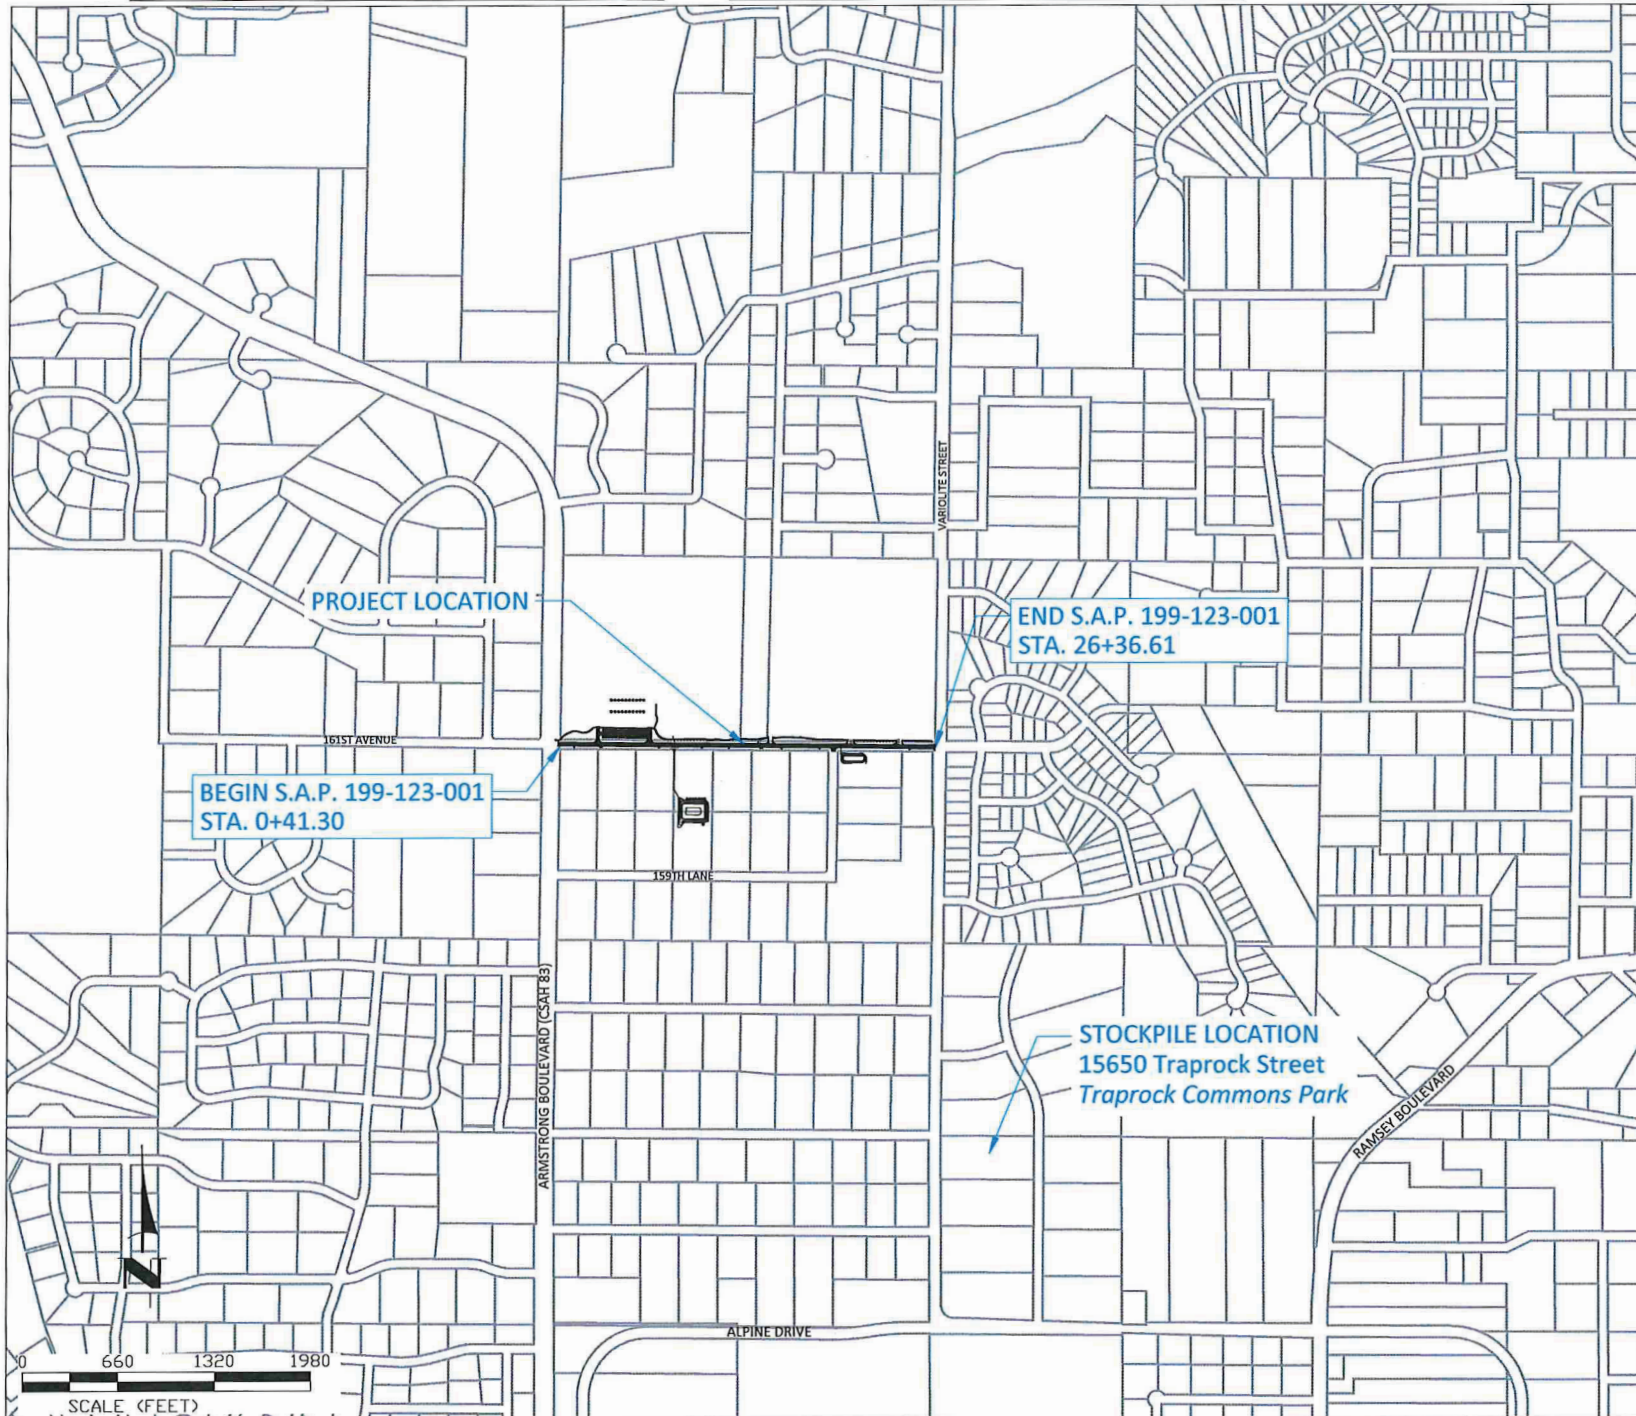 VARIOLITE STREET
PROJECT LOCATION
END S.A.P. 199-123-001
STA. 26+36.61
161ST AVENUE
BEGIN S.A.P. 199-123-001
STA. 0+41.30
159TH LANE
ARMSTRONG BOULEVARD (CSAH 83)
STOCKPILE LOCATION
15650 Traprock Street
Traprock Commons Park
RAMSEY BOULEVARD
N
ALPINE DRIVE
0 660 1320 1980
SCALE (FEET)